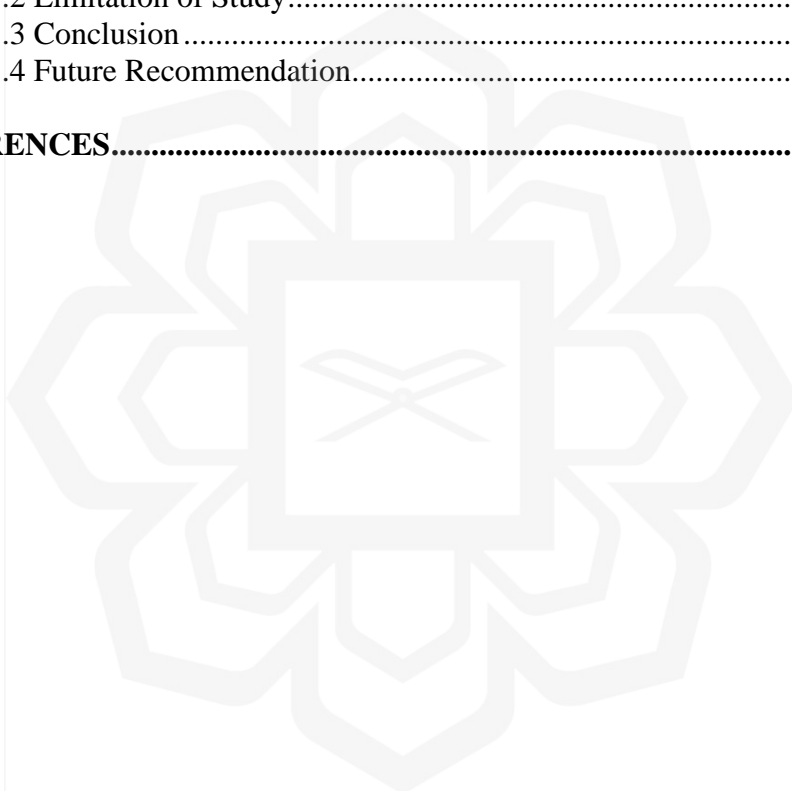 .2 Limitation of Study................................................................
.3 Conclusion.............................................................................
.4 Future Recommendation.......................................................
RENCES.....................................................................................